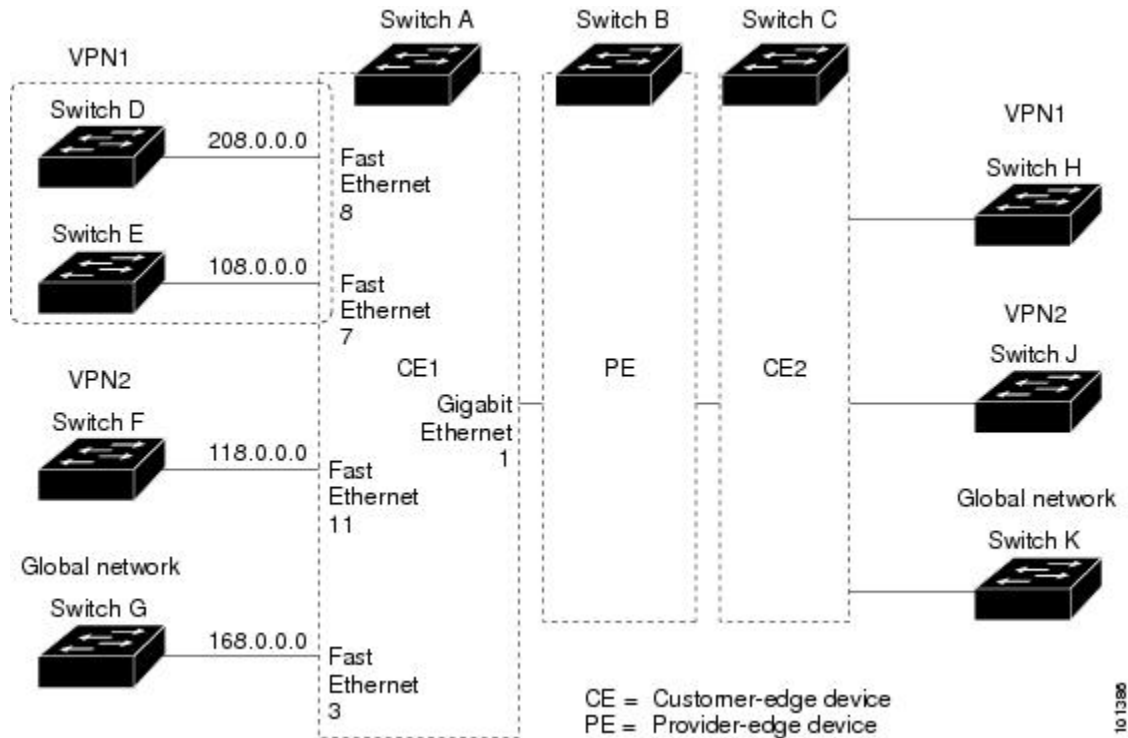 Switch A
Switch B
Switch C
VPN1
Switch D
208.0.0.0
Fast
Ethernet
8
Switch E
108.0.0.0
Fast
Ethernet
7
VPN2
Switch F
118.0.0.0
Fast
Ethernet
11
Global network
Switch G
168.0.0.0
Fast
Ethernet
3
CE1
Gigabit
Ethernet
1
PE
CE2
VPN1
Switch H
VPN2
Switch J
Global network
Switch K
CE = Customer-edge device
PE = Provider-edge device
101386